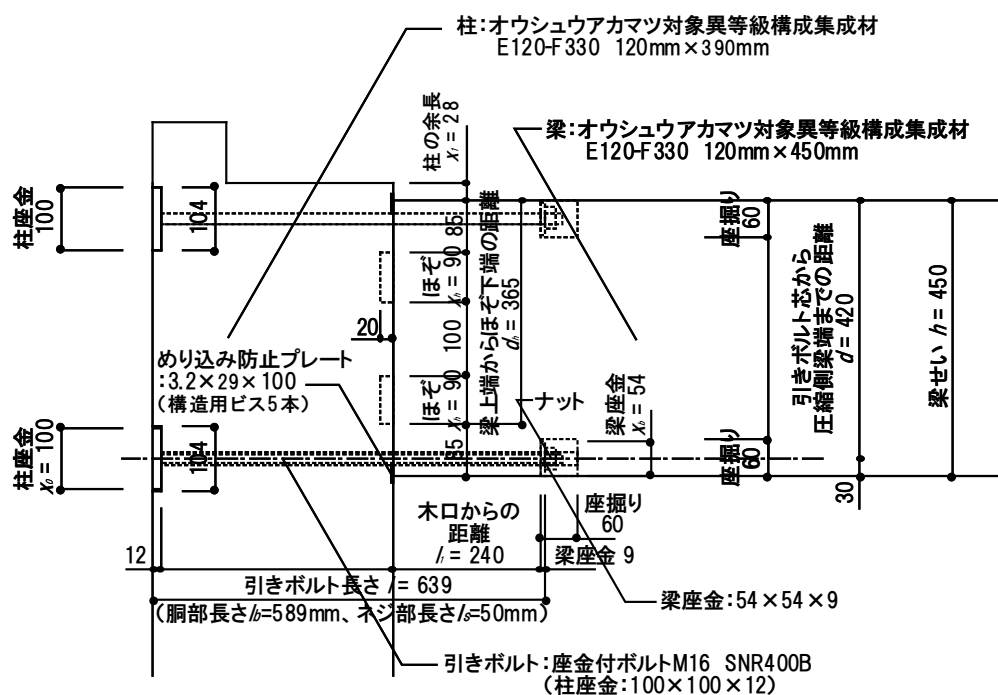 柱:オウシュウアカマツ対象異等級構成集成材
E120-F330 120mm×390mm
柱の余長
x₁ = 28
梁:オウシュウアカマツ対象異等級構成集成材
E120-F330 120mm×450mm
柱座金
100
104
85
ほぞ
xₕ = 90
100
ほぞ
xₕ = 90
85
梁上端からほぞ下端の距離
dₕ = 365
座掘り
60
引きボルト芯から
圧縮側梁端までの距離
d = 420
梁せい h = 450
20
めり込み防止プレート
:3.2×29×100
(構造用ビス5本)
ナット
梁座金
x_b = 54
柱座金
x₀ = 100
104
座掘り
60
30
木口からの
距離
lᵢ = 240
座掘り
60
12
梁座金 9
引きボルト長さ l = 639
(胴部長さl_b=589mm、ネジ部長さlₛ=50mm)
梁座金:54×54×9
引きボルト:座金付ボルトM16 SNR400B
(柱座金:100×100×12)